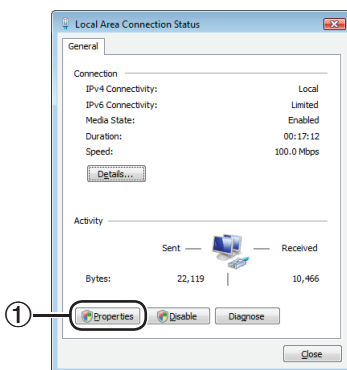 Local Area Connection Status
General
Connection
IPv4 Connectivity: Local
IPv6 Connectivity: Limited
Media State: Enabled
Duration: 00:17:12
Speed: 100.0 Mbps
Details...
Activity
Sent Received
Bytes: 22,119 10,466
1 Properties Disable Diagnose
Close